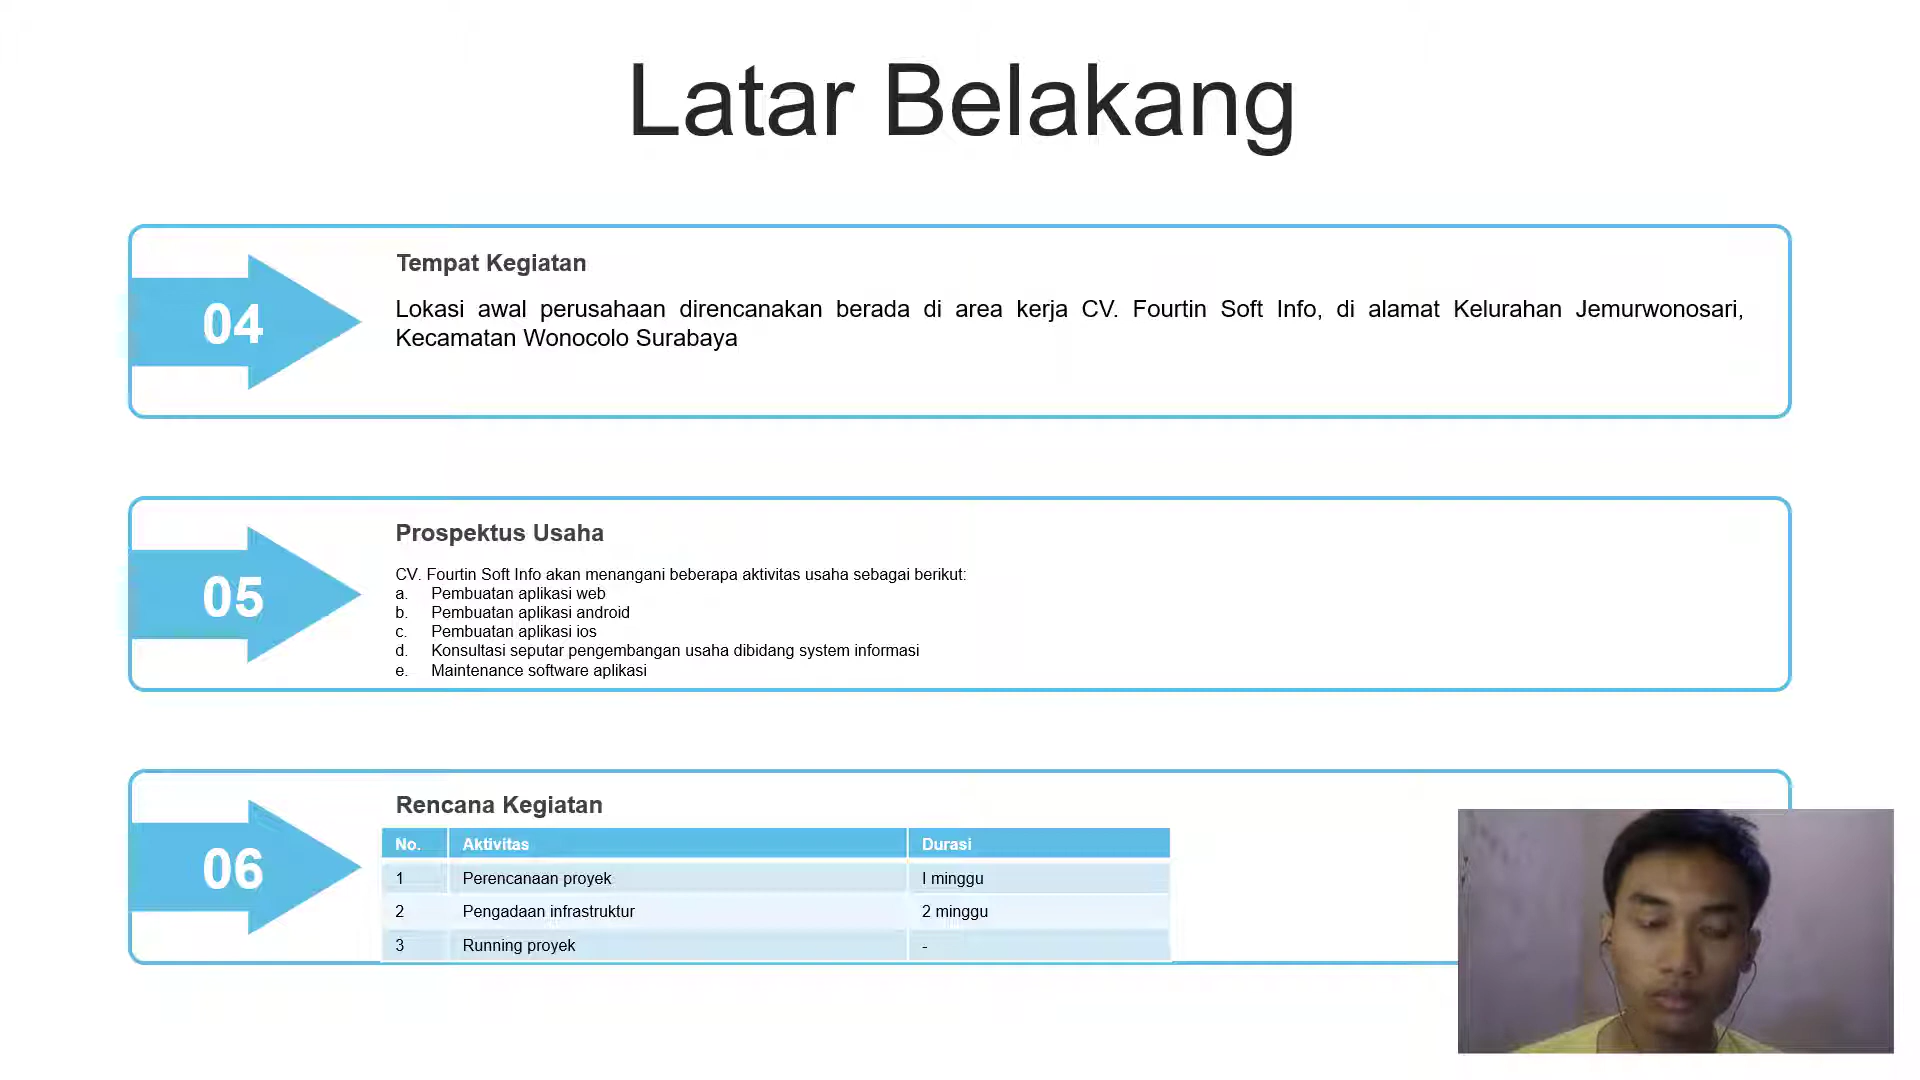 Latar Belakang
04
Tempat Kegiatan
Lokasi awal perusahaan direncanakan berada di area kerja CV. Fourtin Soft Info, di alamat Kelurahan Jemurwonosari,
Kecamatan Wonocolo Surabaya
05
Prospektus Usaha
CV. Fourtin Soft Info akan menangani beberapa aktivitas usaha sebagai berikut:
a. Pembuatan aplikasi web
b. Pembuatan aplikasi android
c. Pembuatan aplikasi ios
d. Konsultasi seputar pengembangan usaha dibidang system informasi
e. Maintenance software aplikasi
06
Rencana Kegiatan
No. Aktivitas Durasi
1 Perencanaan proyek I minggu
2 Pengadaan infrastruktur 2 minggu
3 Running proyek -